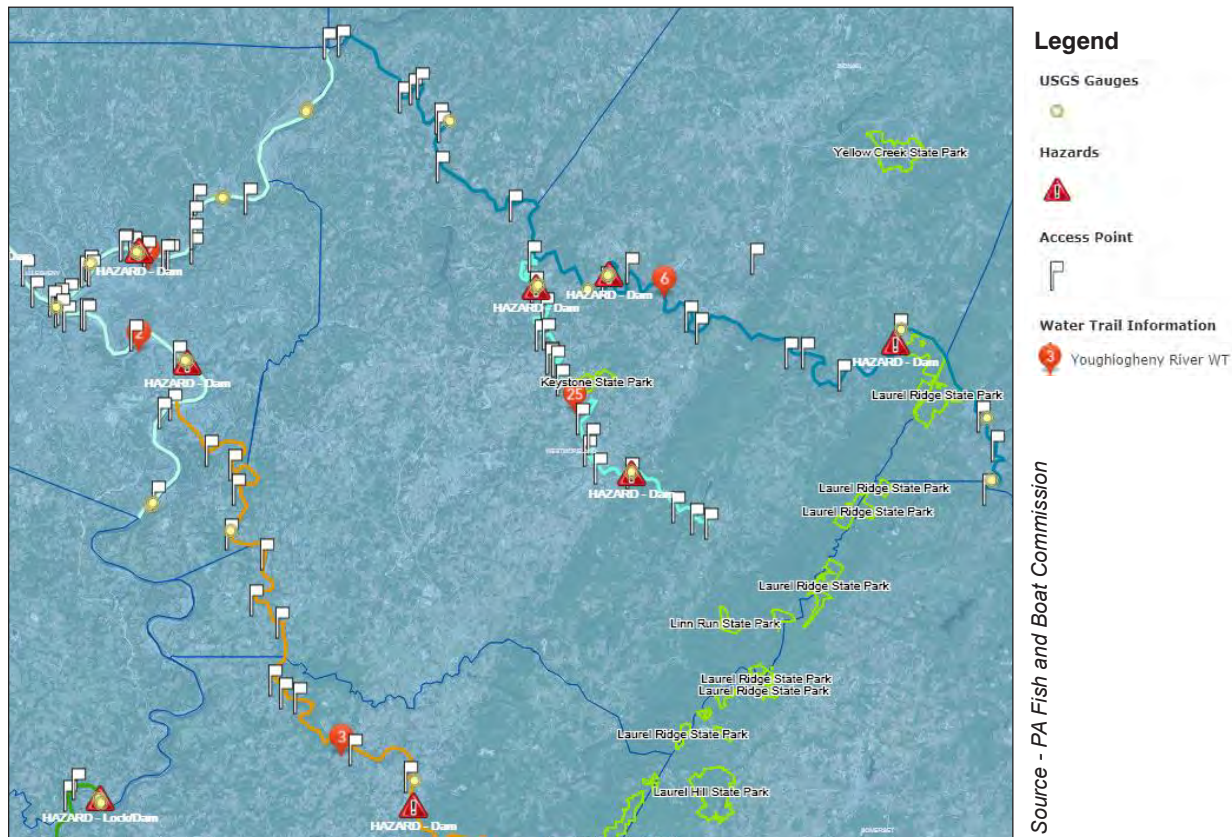 Yellow Creek State Park
HAZARD - Dam
HAZARD - Dam
6
HAZARD - Dam
2
HAZARD - Dam
HAZARD - Dam
Keystone State Park
25
Laurel Ridge State Park
WESTMORELAND
HAZARD - Dam
Laurel Ridge State Park
Laurel Ridge State Park
Laurel Ridge State Park
Linn Run State Park
Laurel Ridge State Park
Laurel Ridge State Park
3
Laurel Ridge State Park
Laurel Hill State Park
HAZARD - Lock/Dam
HAZARD - Dam
SOMERSET
Legend
USGS Gauges
Hazards
Access Point
Water Trail Information
3 Youghiogheny River WT
Source - PA Fish and Boat Commission